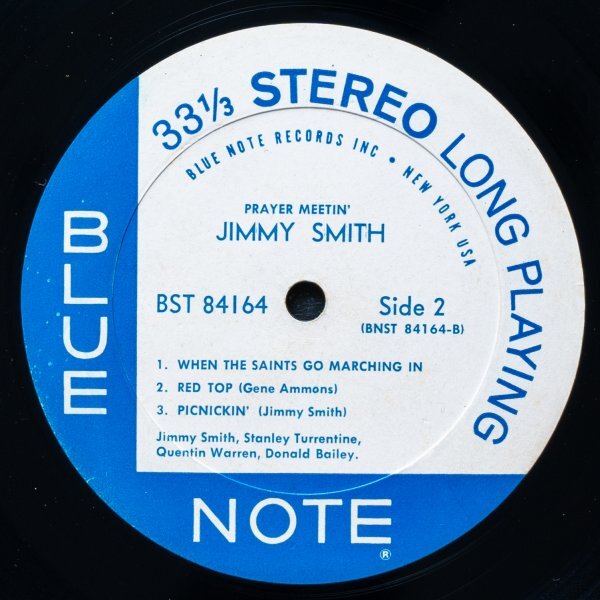 33⅓ STEREO LONG PLAYING
BLUE NOTE RECORDS INC • NEW YORK USA
PRAYER MEETIN'
JIMMY SMITH
BST 84164
Side 2
(BNST 84164-B)
1. WHEN THE SAINTS GO MARCHING IN
2. RED TOP (Gene Ammons)
3. PICNICKIN' (Jimmy Smith)
Jimmy Smith, Stanley Turrentine,
Quentin Warren, Donald Bailey.
BLUE
NOTE
®